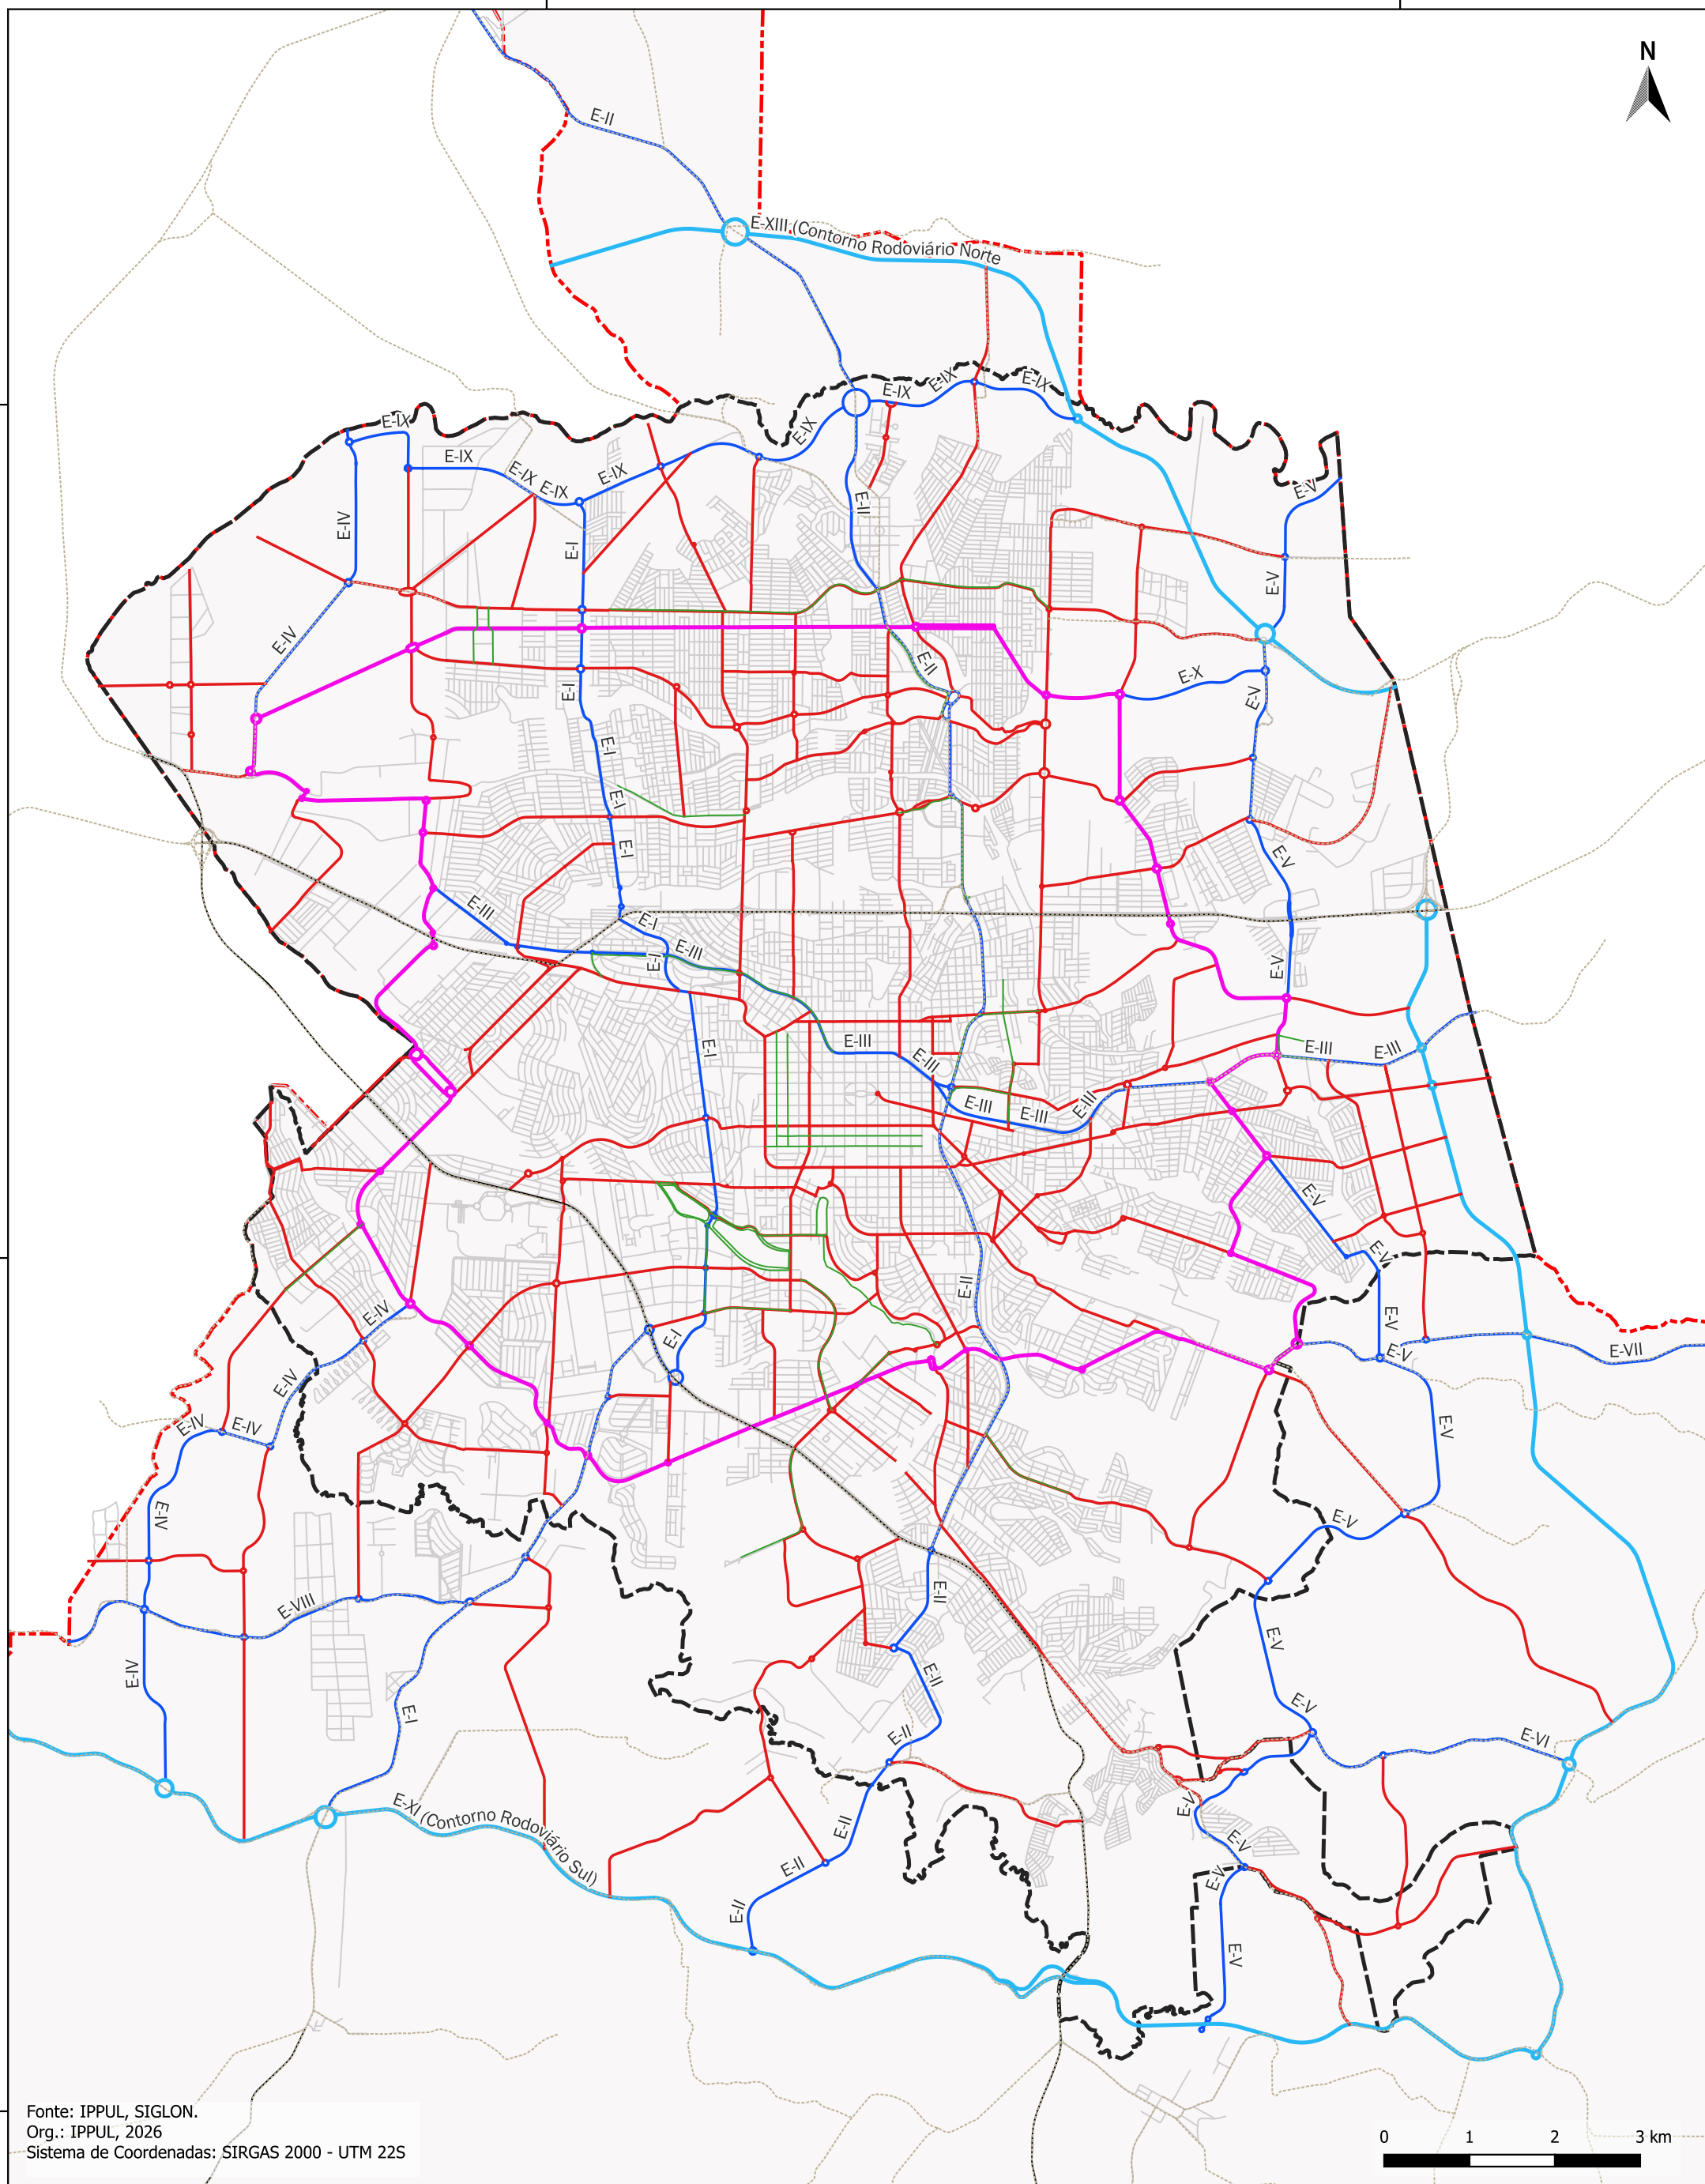 N
E-II
E-XIII (Contorno Rodoviário Norte
E-IX
E-IX
E-IX
E-IX
E-IX
E-IX
E-IX
E-IX
E-IX
E-V
E-IV
E-I
E-II
E-V
E-IV
E-II
E-X
E-I
E-V
E-I
E-I
E-I
E-V
E-III
E-I
E-III
E-I
E-V
E-I
E-III
E-III
E-III
E-III
E-III
E-III
E-III
E-V
E-V
E-II
E-IV
E-I
E-V
E-V
E-VII
E-IV
E-IV
E-IV
E-V
E-IV
E-V
E-VIII
E-II
E-V
E-IV
E-II
E-I
E-V
E-II
E-VI
E-XI (Contorno Rodoviário Sul)
E-II
E-V
E-V
E-II
E-V
E-II
E-V
Fonte: IPPUL, SIGLON.
Org.: IPPUL, 2026
Sistema de Coordenadas: SIRGAS 2000 - UTM 22S
0 1 2 3 km